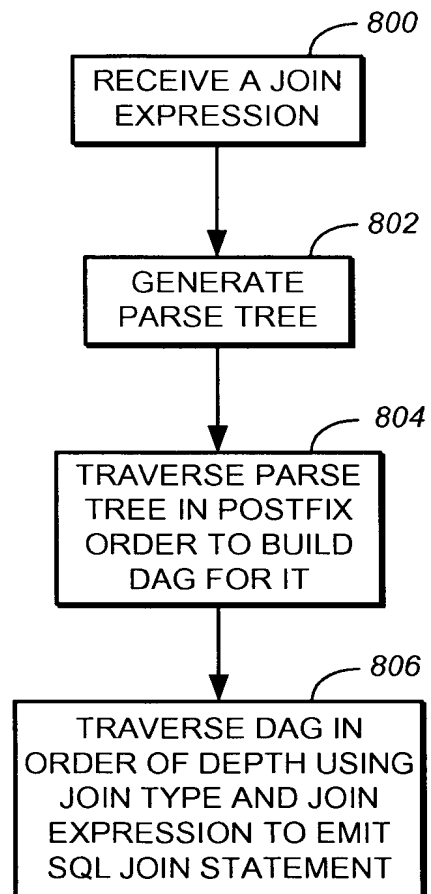 800
RECEIVE A JOIN
EXPRESSION
802
GENERATE
PARSE TREE
804
TRAVERSE PARSE
TREE IN POSTFIX
ORDER TO BUILD
DAG FOR IT
806
TRAVERSE DAG IN
ORDER OF DEPTH USING
JOIN TYPE AND JOIN
EXPRESSION TO EMIT
SQL JOIN STATEMENT